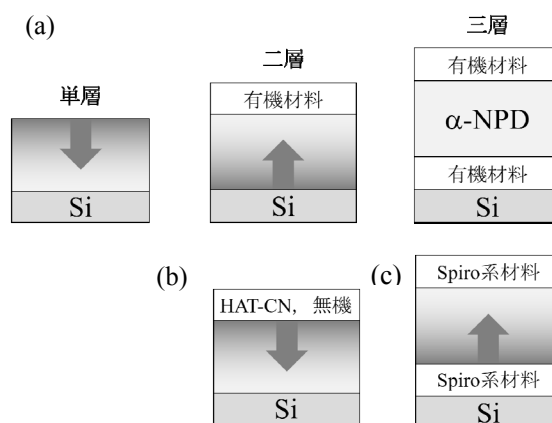 (a)
単層
Si
二層
有機材料
Si
三層
有機材料
α-NPD
有機材料
Si
(b)
HAT-CN, 無機
Si
(c)
Spiro系材料
Spiro系材料
Si